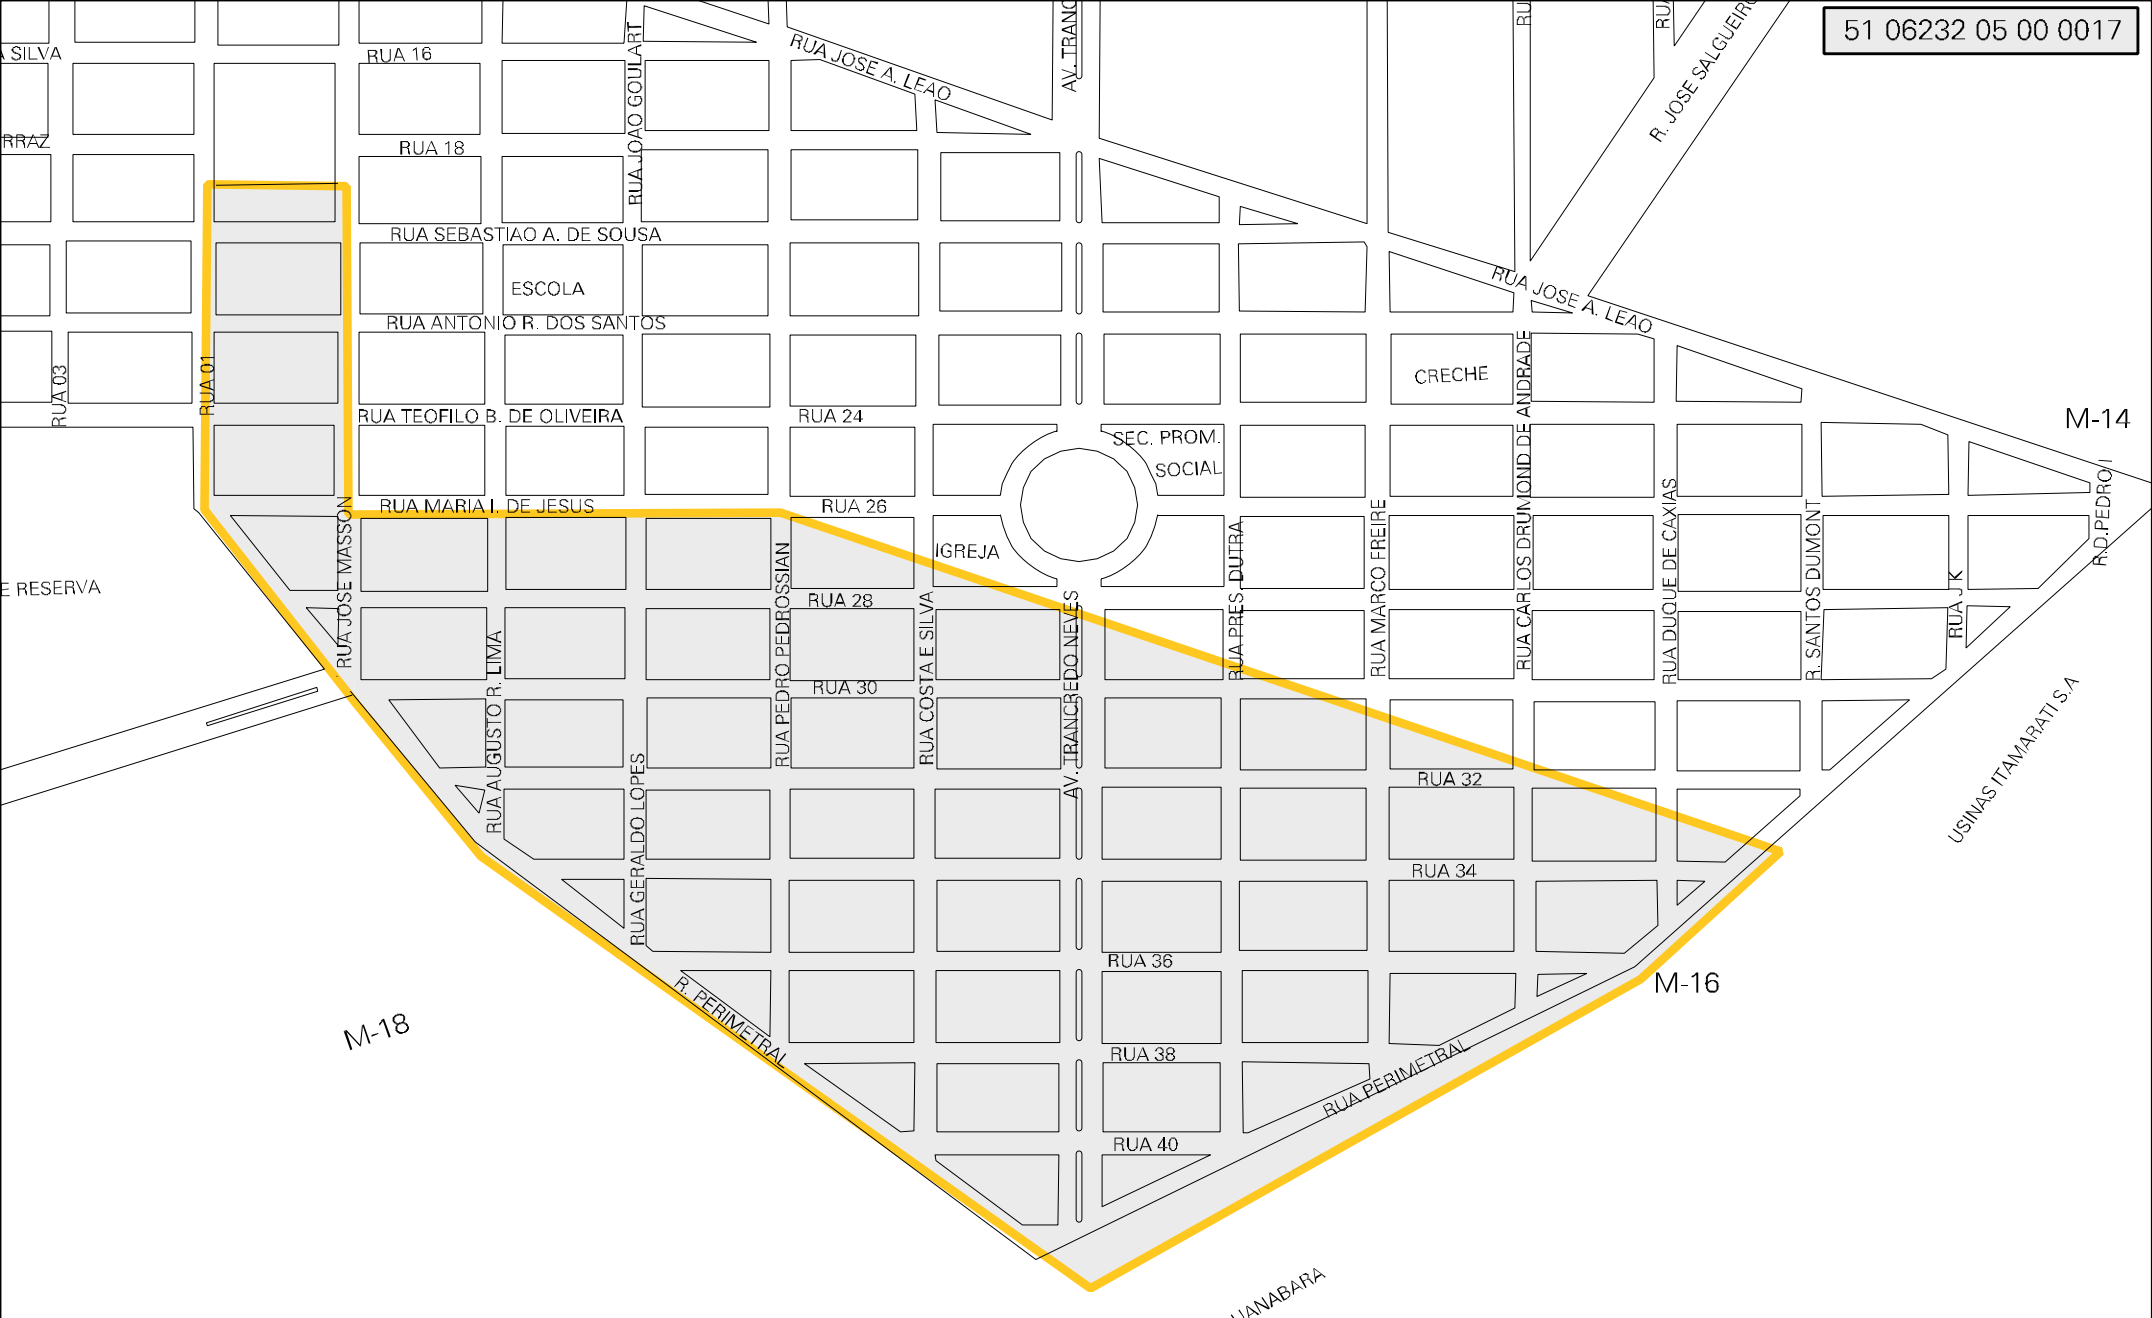 51 06232 05 00 0017
A SILVA
RUA 16
RUA JOAO GOULART
RUA JOSE A. LEAO
AV. TRANC
RU
RU
R. JOSE SALGUEIRO
RRAZ
RUA 18
RUA SEBASTIAO A. DE SOUSA
ESCOLA
RUA ANTONIO R. DOS SANTOS
RUA JOSE A. LEAO
RUA 03
RUA 01
CRECHE
RUA TEOFILO B. DE OLIVEIRA
RUA 24
SEC. PROM.
SOCIAL
M-14
RUA MARIA I. DE JESUS
RUA 26
IGREJA
E RESERVA
RUA JOSE MASSON
RUA AUGUSTO R. LIMA
RUA GERALDO LOPES
RUA PEDRO PEDROSSIAN
RUA 28
RUA COSTA E SILVA
AV. TRANCREDO NEVES
RUA PRES. DUTRA
RUA MARCO FREIRE
RUA CARLOS DRUMOND DE ANDRADE
RUA DUQUE DE CAXIAS
R. SANTOS DUMONT
RUA J K
R.D.PEDRO I
RUA 30
USINAS ITAMARATI S.A
RUA 32
RUA 34
RUA 36
M-16
M-18
R. PERIMETRAL
RUA 38
RUA PERIMETRAL
RUA 40
UANABARA